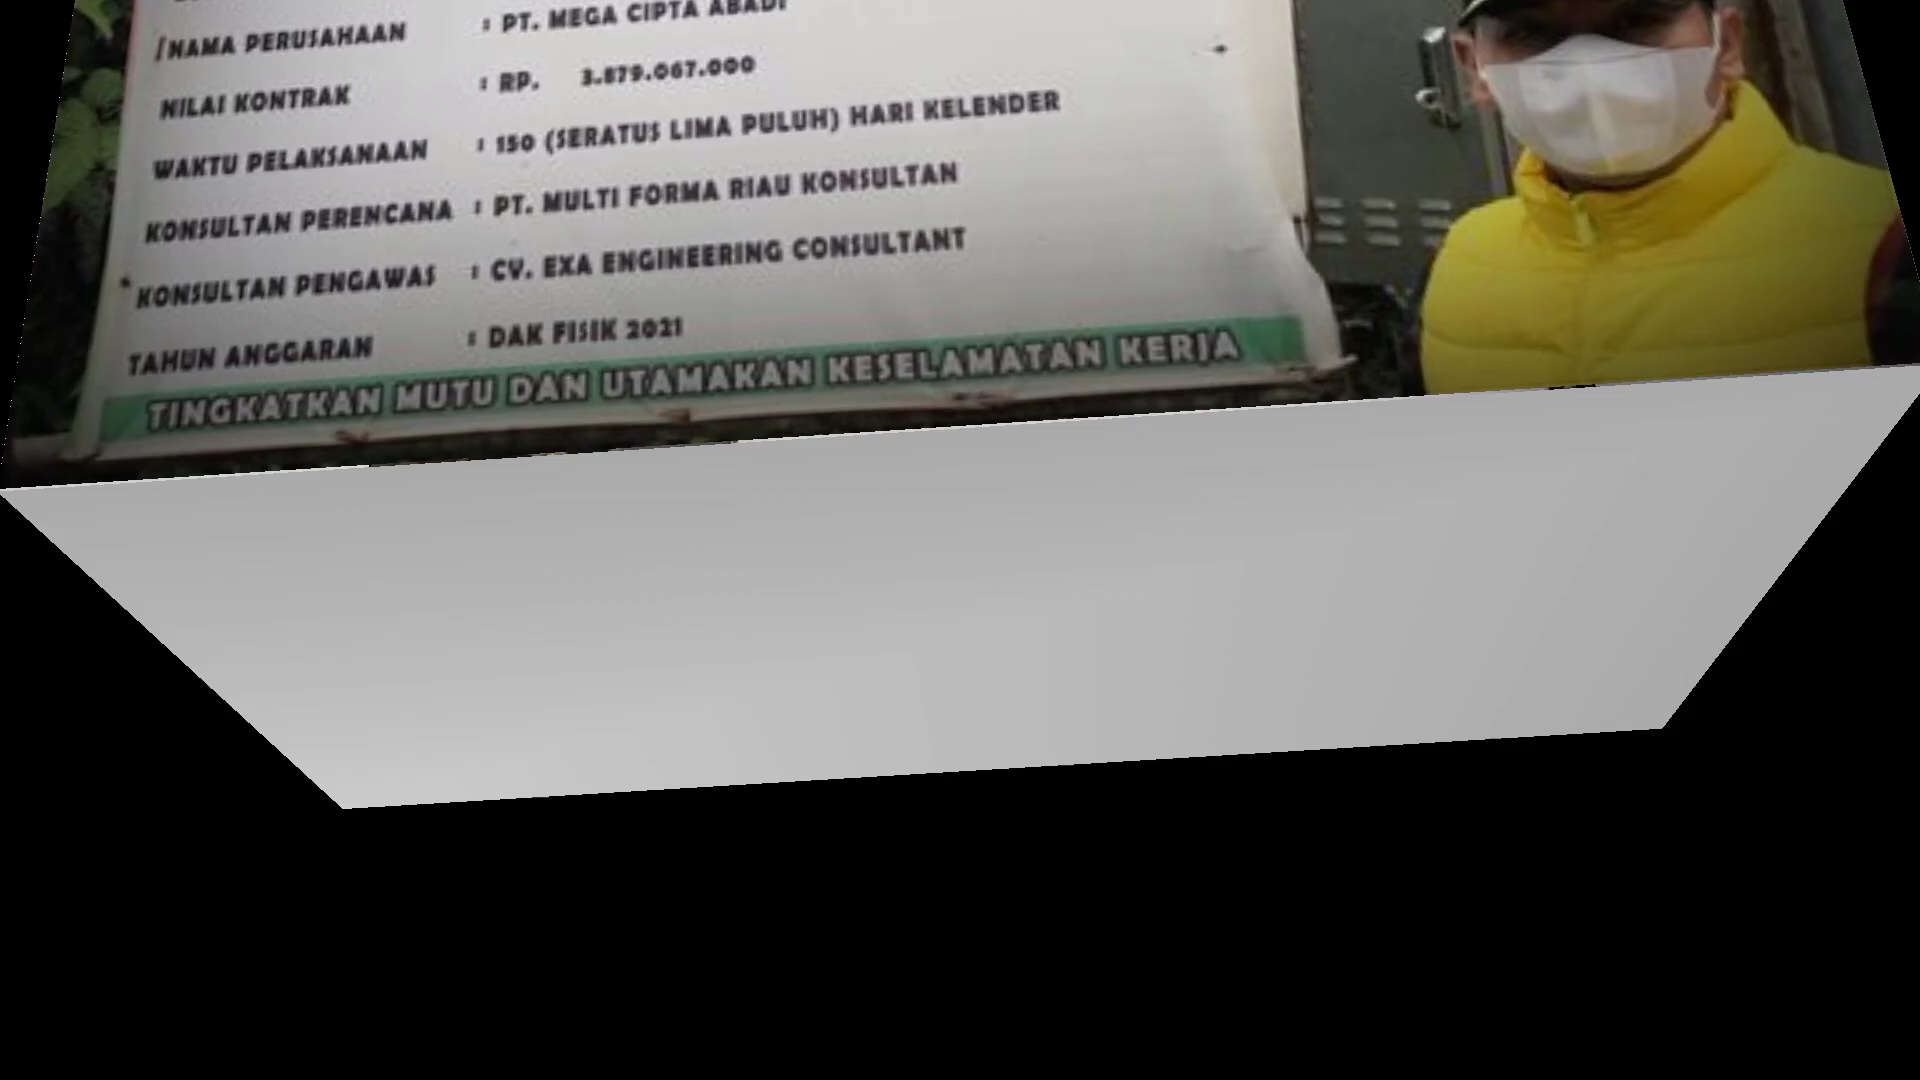 NAMA PERUSAHAAN : PT. MEGA CIPTA ABADI
NILAI KONTRAK : RP. 3.879.067.000
WAKTU PELAKSANAAN : 150 (SERATUS LIMA PULUH) HARI KELENDER
KONSULTAN PERENCANA : PT. MULTI FORMA RIAU KONSULTAN
KONSULTAN PENGAWAS : CV. EXA ENGINEERING CONSULTANT
TAHUN ANGGARAN : DAK FISIK 2021
TINGKATKAN MUTU DAN UTAMAKAN KESELAMATAN KERJA